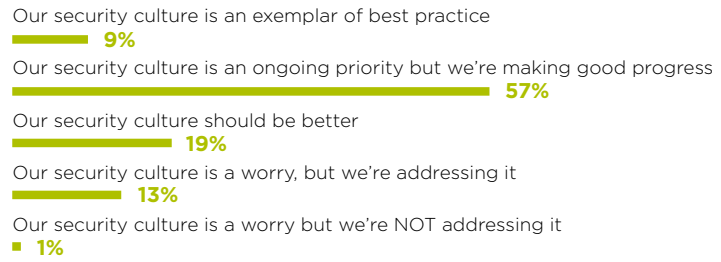 Our security culture is an exemplar of best practice
9%
Our security culture is an ongoing priority but we're making good progress
57%
Our security culture should be better
19%
Our security culture is a worry, but we're addressing it
13%
Our security culture is a worry but we're NOT addressing it
1%